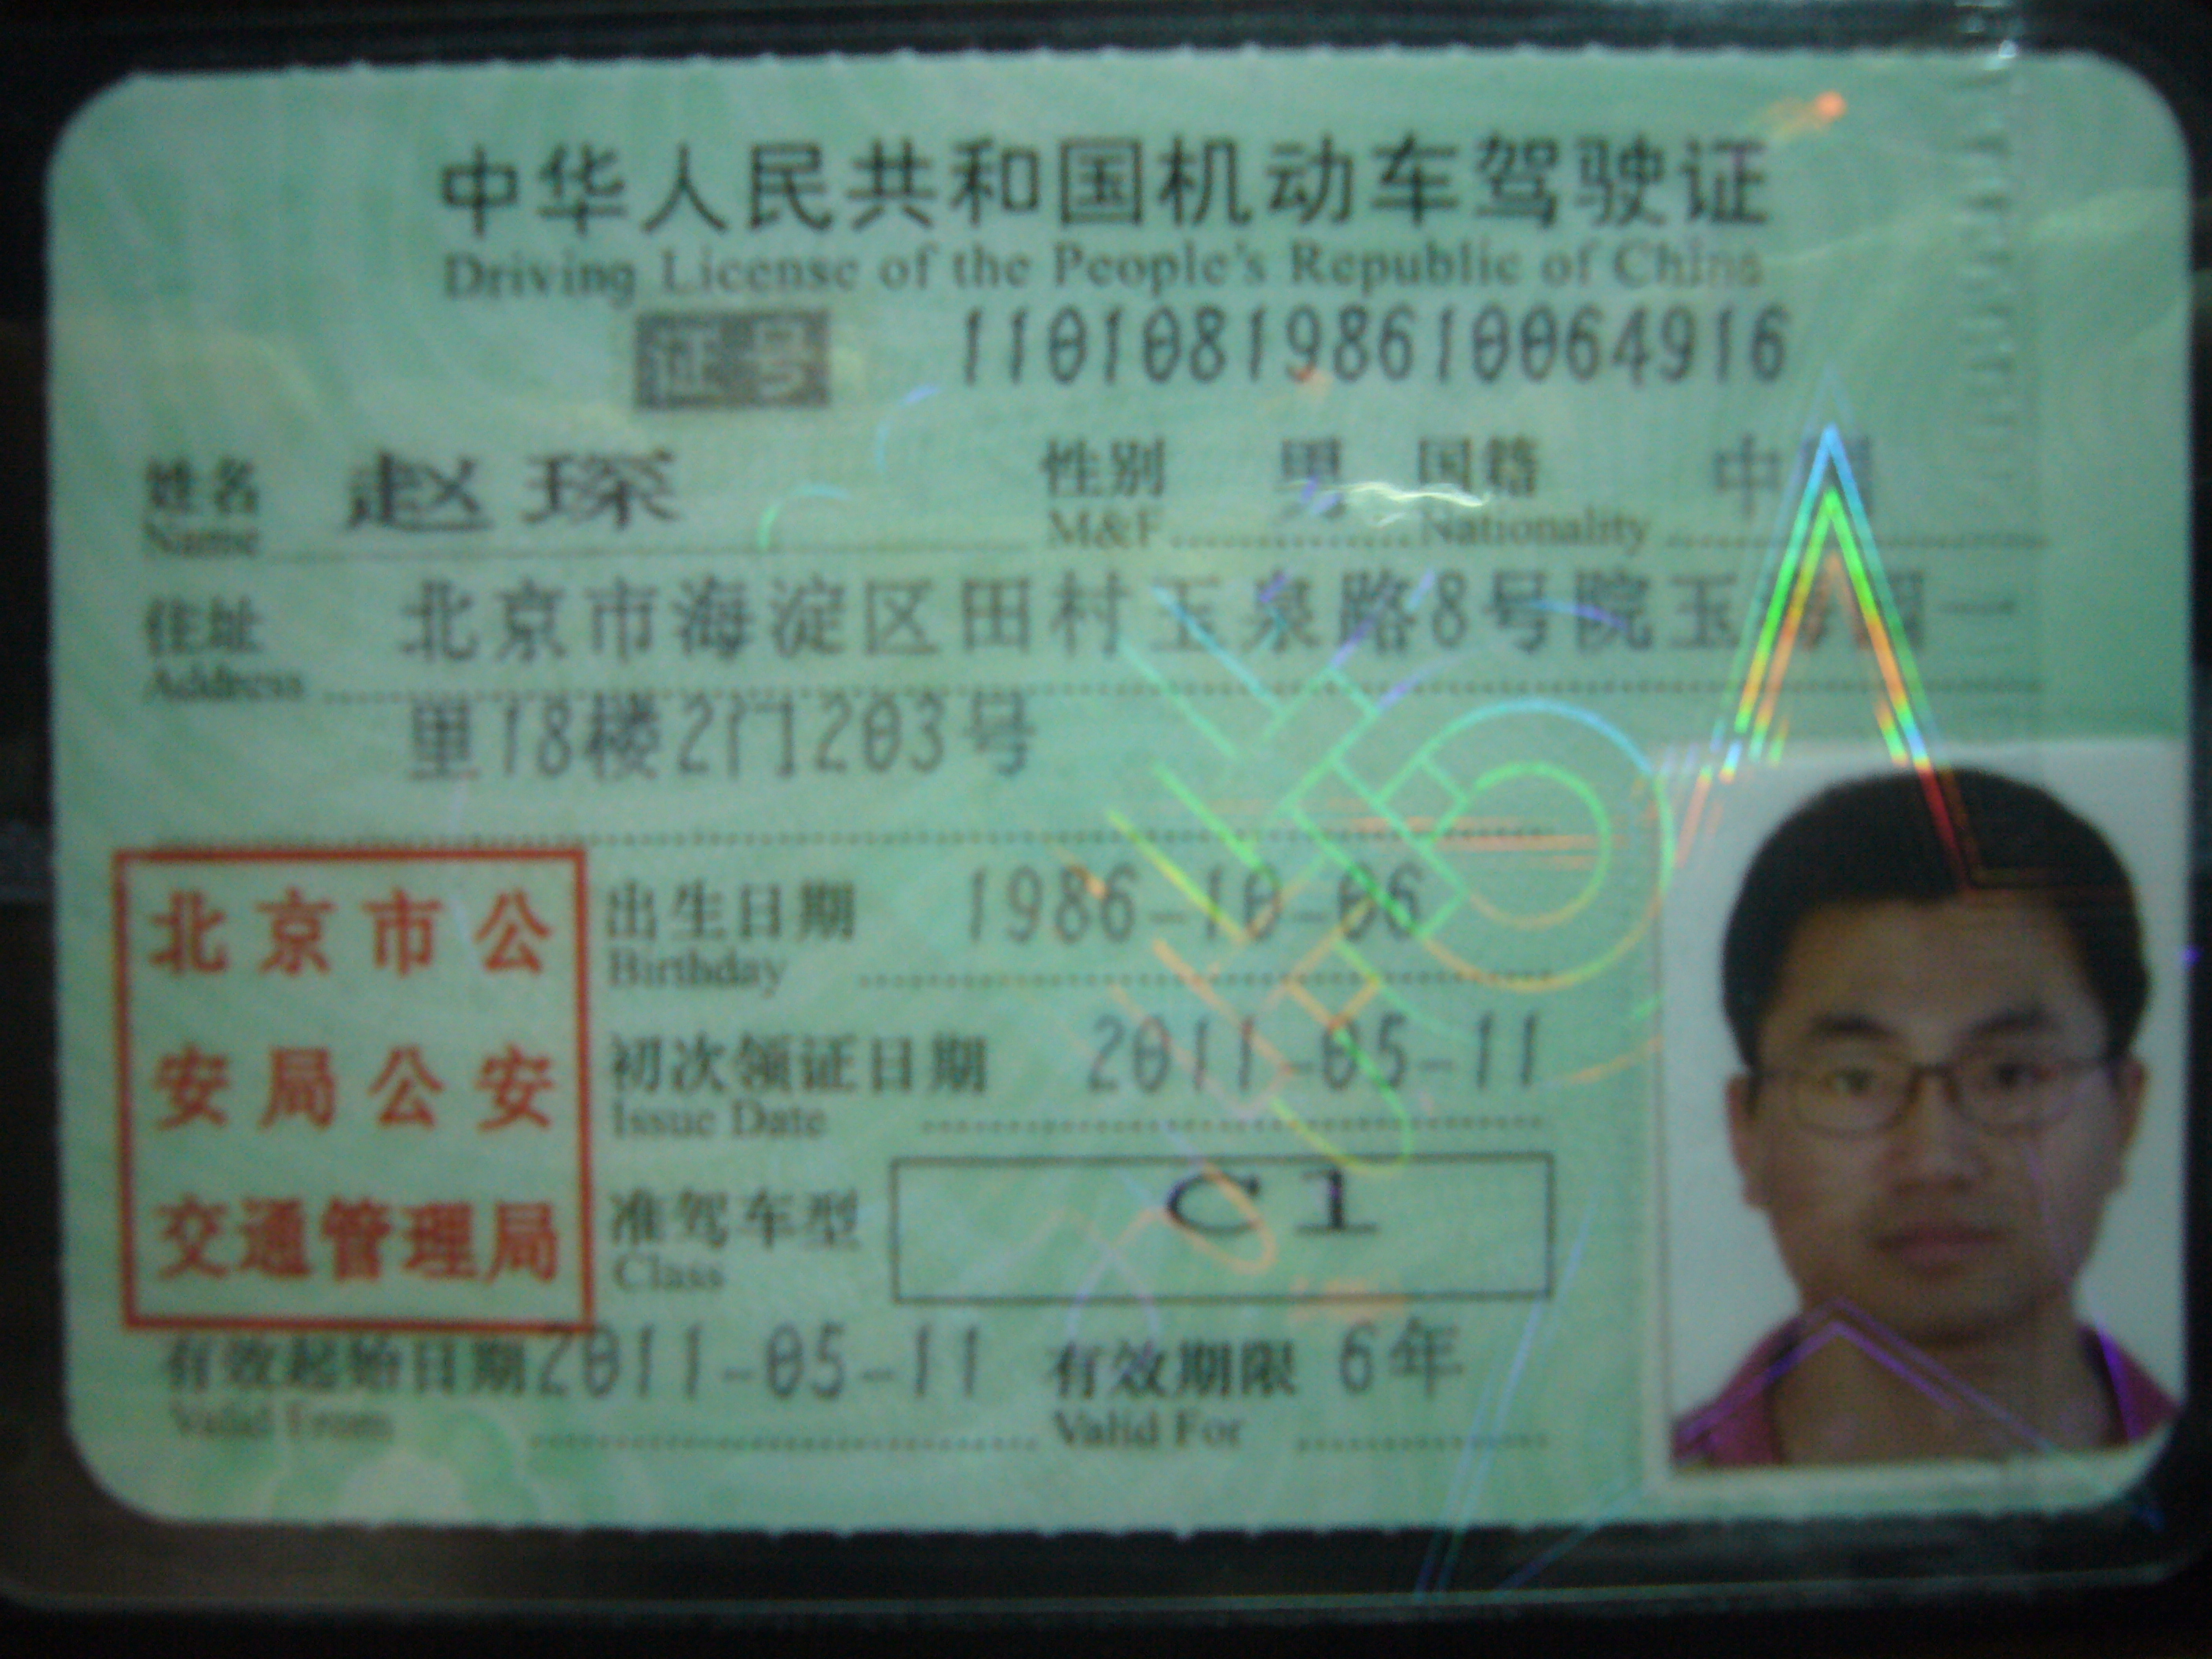 中华人民共和国机动车驾驶证
Driving License of the People's Republic of China
证号 110108198610064916
姓名 赵琛 性别 男 国籍 中
Name M&F Nationality
住址 北京市海淀区田村玉泉路8号院玉 园一
Address
里18楼2门1203号
北京市公
安局公安
交通管理局
出生日期 1986-10-06
Birthday
初次领证日期 2011-05-11
Issue Date
准驾车型 C1
Class
有效起始日期 2011-05-11 有效期限 6年
Valid From Valid For